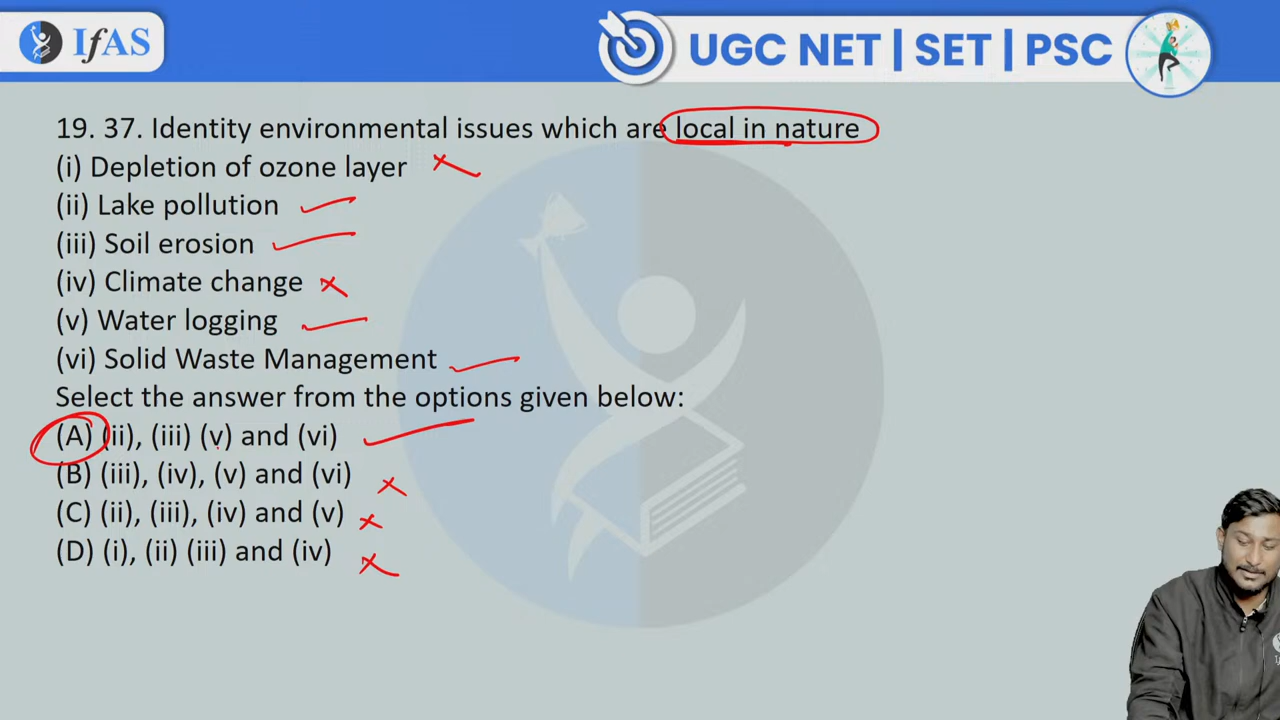 IfAS
UGC NET | SET | PSC
19. 37. Identity environmental issues which are local in nature
(i) Depletion of ozone layer
(ii) Lake pollution
(iii) Soil erosion
(iv) Climate change
(v) Water logging
(vi) Solid Waste Management
Select the answer from the options given below:
(A) (ii), (iii) (v) and (vi)
(B) (iii), (iv), (v) and (vi)
(C) (ii), (iii), (iv) and (v)
(D) (i), (ii) (iii) and (iv)